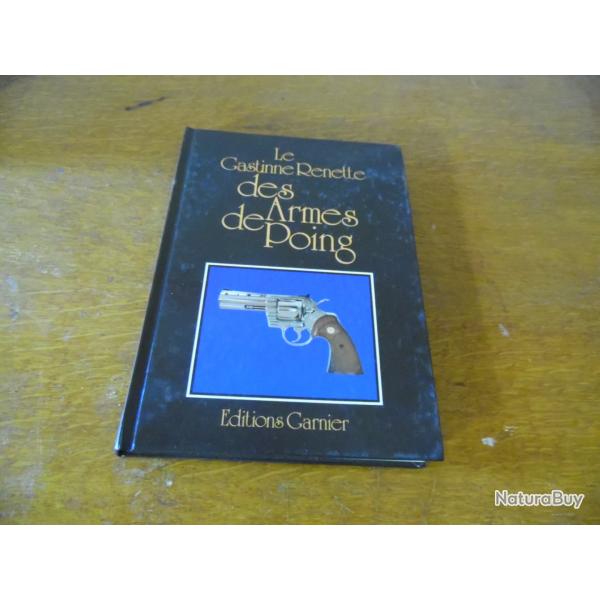 Le
Gastinne Renette
des
Armes
de Poing
Editions Garnier
NaturaBuy